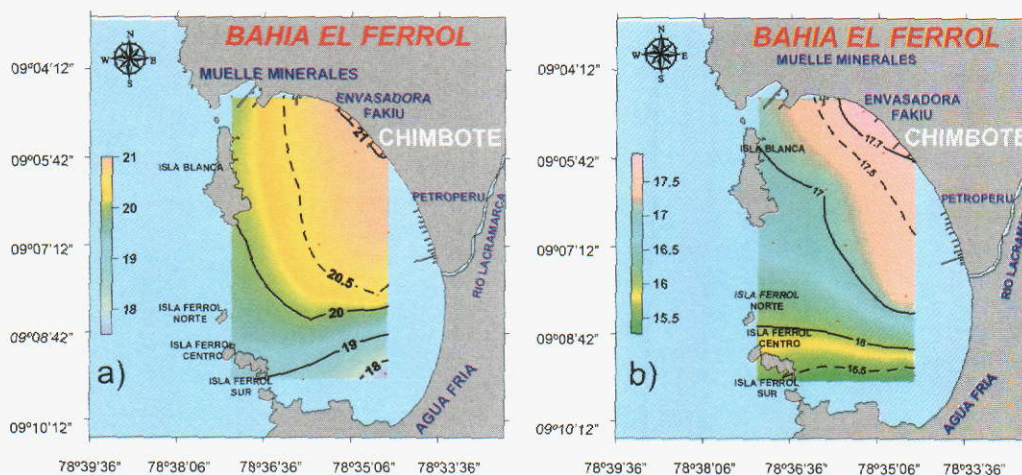 BAHIA EL FERROL
N
W E
S
09°04'12"
MUELLE MINERALES
ENVASADORA
FAKIU
CHIMBOTE
21
09°05'42"
ISLA BLANCA
21
20
19
18
PETROPERU
RIO LACRAMARCA
09°07'12"
20.5
20
ISLA FERROL
NORTE
09°08'42"
ISLA FERROL
CENTRO
19
18
a)
ISLA FERROL
SUR
AGUA FRIA
09°10'12"
78°39'36" 78°38'06" 78°36'36" 78°35'06" 78°33'36"
BAHIA EL FERROL
N
W E
S
09°04'12"
MUELLE MINERALES
ENVASADORA
FAKIU
CHIMBOTE
17.7
ISLA BLANCA
09°05'42"
17.5
17
17.5
17
16.5
16
15.5
PETROPERU
RIO LACRAMA
09°07'12"
ISLA FERROL
NORTE
16
09°08'42"
ISLA FERROL
CENTRO
15.5
b)
ISLA FERROL
SUR
AGUA FRIA
09°10'12"
78°39'36" 78°38'06" 78°36'36" 78°35'06" 78°33'36"